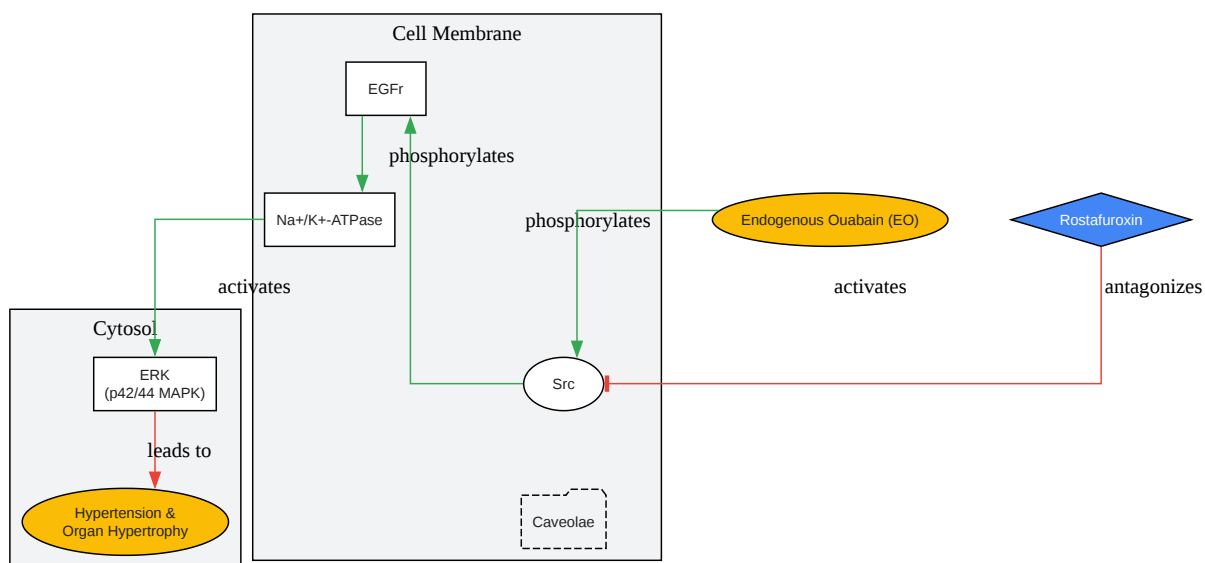 Cell Membrane
EGFr
phosphorylates
Na+/K+-ATPase
phosphorylates
Endogenous Ouabain (EO)
Rostafuroxin
activates
activates
antagonizes
Cytosol
ERK
(p42/44 MAPK)
Src
leads to
Hypertension &
Organ Hypertrophy
Caveolae